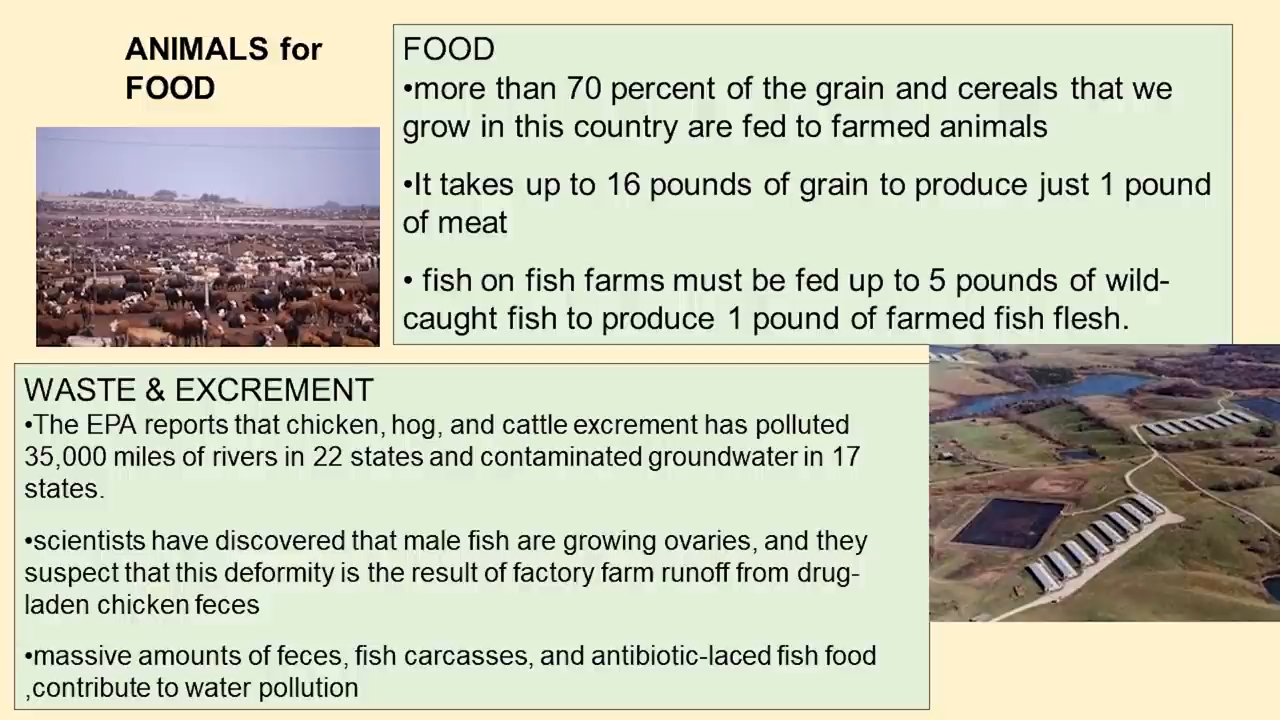 ANIMALS for
FOOD
FOOD
•more than 70 percent of the grain and cereals that we
grow in this country are fed to farmed animals
•It takes up to 16 pounds of grain to produce just 1 pound
of meat
• fish on fish farms must be fed up to 5 pounds of wild-
caught fish to produce 1 pound of farmed fish flesh.
WASTE & EXCREMENT
•The EPA reports that chicken, hog, and cattle excrement has polluted
35,000 miles of rivers in 22 states and contaminated groundwater in 17
states.
•scientists have discovered that male fish are growing ovaries, and they
suspect that this deformity is the result of factory farm runoff from drug-
laden chicken feces
•massive amounts of feces, fish carcasses, and antibiotic-laced fish food
,contribute to water pollution